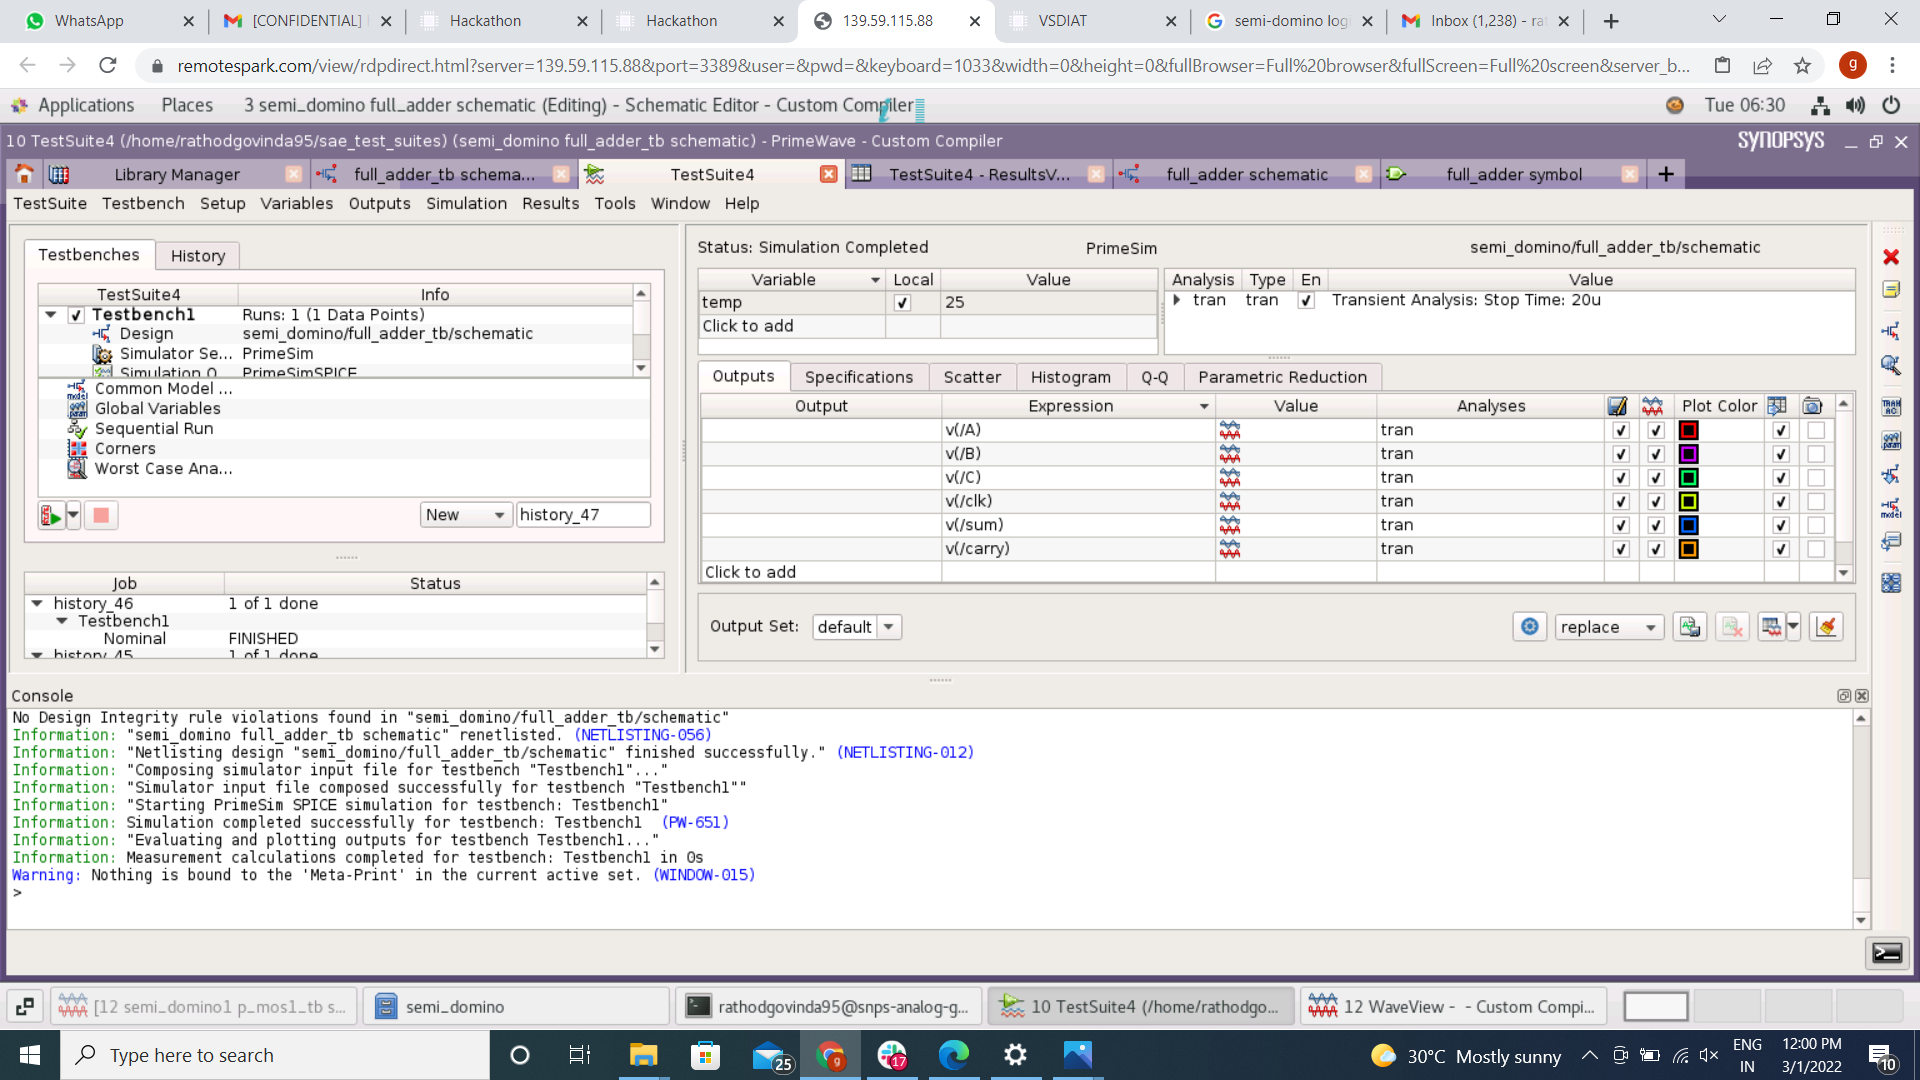 WhatsApp
[CONFIDENTIAL]
Hackathon
Hackathon
139.59.115.88
VSDIAT
semi-domino log
Inbox (1,238) - rat
remotespark.com/view/rdpdirect.html?server=139.59.115.88&port=3389&user=&pwd=&keyboard=1033&width=0&height=0&fullBrowser=Full%20browser&fullScreen=Full%20screen&server_b...
g
Applications Places 3 semi_domino full_adder schematic (Editing) - Schematic Editor - Custom Compiler
Tue 06:30
10 TestSuite4 (/home/rathodgovinda95/sae_test_suites) (semi_domino full_adder_tb schematic) - PrimeWave - Custom Compiler
SYNOPSYS
Library Manager
full_adder_tb schema...
TestSuite4
TestSuite4 - ResultsV...
full_adder schematic
full_adder symbol
TestSuite Testbench Setup Variables Outputs Simulation Results Tools Window Help
Testbenches History
TestSuite4 Info
Testbench1 Runs: 1 (1 Data Points)
Design semi_domino/full_adder_tb/schematic
Simulator Se... PrimeSim
Simulation O... PrimeSimSPICE
Common Model ...
Global Variables
Sequential Run
Corners
Worst Case Ana...
New history_47
Job Status
history_46 1 of 1 done
Testbench1
Nominal FINISHED
history_45 1 of 1 done
Status: Simulation Completed PrimeSim semi_domino/full_adder_tb/schematic
Variable Local Value
temp 25
Click to add
Analysis Type En Value
tran tran Transient Analysis: Stop Time: 20u
Outputs Specifications Scatter Histogram Q-Q Parametric Reduction
Output Expression Value Analyses Plot Color
v(/A) tran
v(/B) tran
v(/C) tran
v(/clk) tran
v(/sum) tran
v(/carry) tran
Click to add
Output Set: default replace
Console
No Design Integrity rule violations found in "semi_domino/full_adder_tb/schematic"
Information: "semi_domino full_adder_tb schematic" renetlisted. (NETLISTING-056)
Information: "Netlisting design "semi_domino/full_adder_tb/schematic" finished successfully." (NETLISTING-012)
Information: "Composing simulator input file for testbench "Testbench1"..."
Information: "Simulator input file composed successfully for testbench "Testbench1""
Information: "Starting PrimeSim SPICE simulation for testbench: Testbench1"
Information: Simulation completed successfully for testbench: Testbench1 (PW-651)
Information: "Evaluating and plotting outputs for testbench Testbench1..."
Information: Measurement calculations completed for testbench: Testbench1 in 0s
Warning: Nothing is bound to the 'Meta-Print' in the current active set. (WINDOW-015)
>
[12 semi_domino1 p_mos1_tb s...
semi_domino
rathodgovinda95@snps-analog-g...
10 TestSuite4 (/home/rathodgo...
12 WaveView - - Custom Compi...
Type here to search
25
g
17
30°C Mostly sunny
ENG
IN
12:00 PM
3/1/2022
10